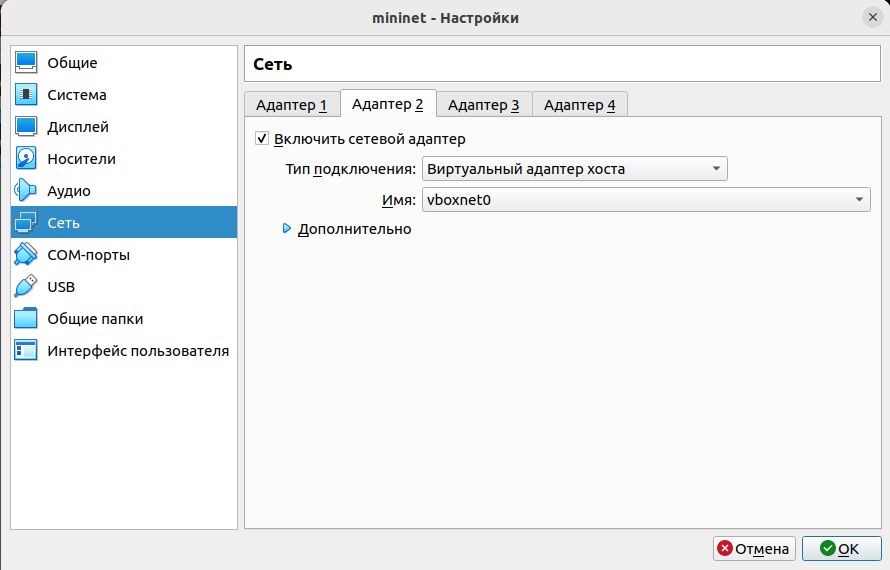 mininet - Настройки
Общие
Система
Дисплей
Носители
Аудио
Сеть
COM-порты
USB
Общие папки
Интерфейс пользователя
Сеть
Адаптер 1 Адаптер 2 Адаптер 3 Адаптер 4
Включить сетевой адаптер
Тип подключения: Виртуальный адаптер хоста
Имя: vboxnet0
Дополнительно
Отмена OK